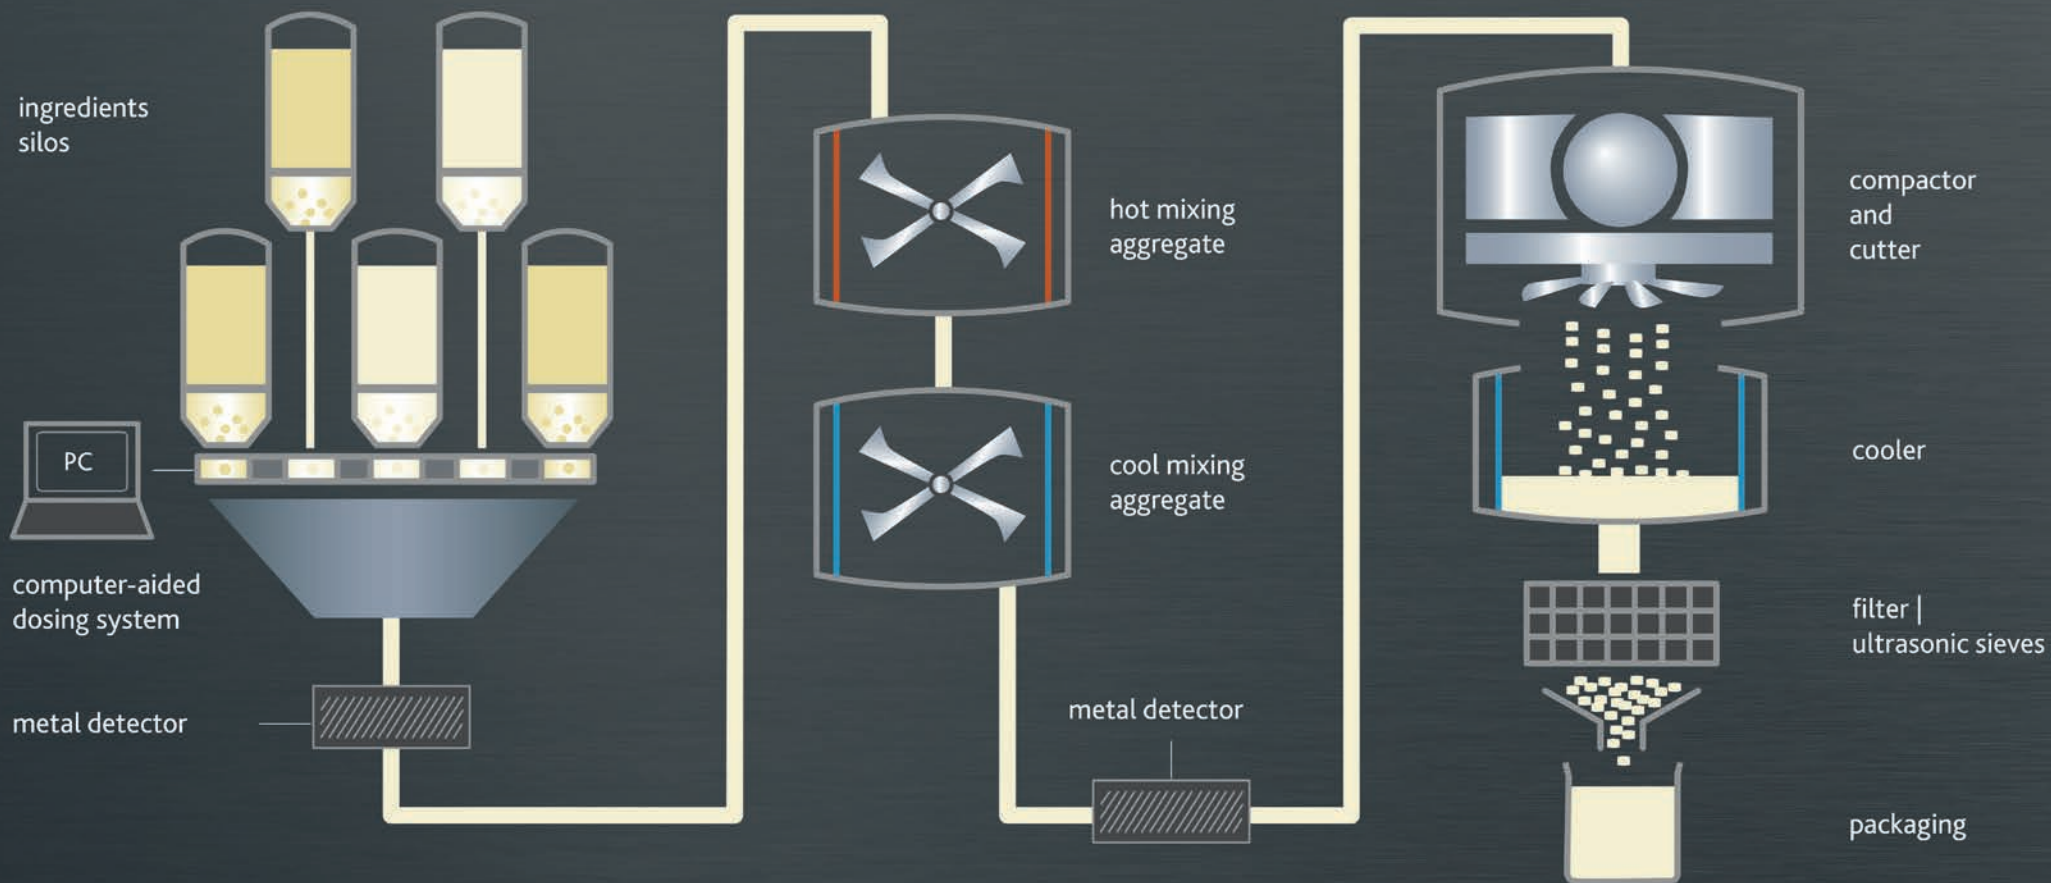 ingredients
silos
PC
computer-aided
dosing system
metal detector
hot mixing
aggregate
cool mixing
aggregate
metal detector
compactor
and
cutter
cooler
filter |
ultrasonic sieves
packaging